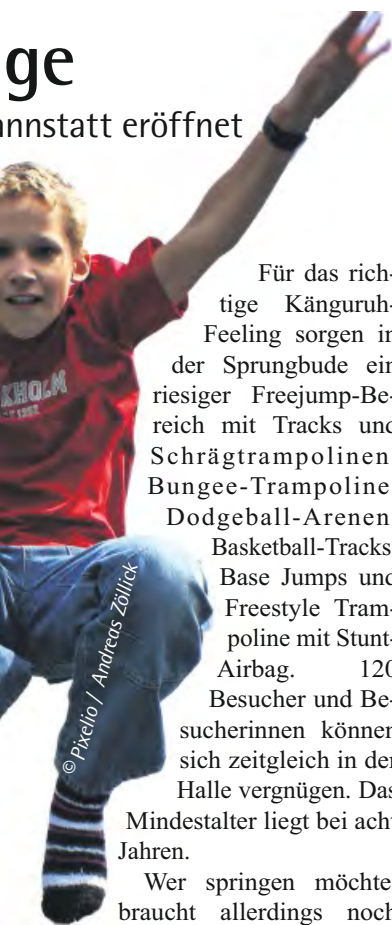 ge
annstatt eröffnet
Für das rich-
tige Känguruh-
Feeling sorgen in
der Sprungbude ein
riesiger Freejump-Be-
reich mit Tracks und
Schrägtrampolinen
Bungee-Trampoline
Dodgeball-Arenen
Basketball-Tracks
Base Jumps und
Freestyle Tram-
poline mit Stunt-
Airbag. 120
Besucher und Be-
sucherinnen können
sich zeitgleich in der
Halle vergnügen. Das
Mindestalter liegt bei acht
Jahren.
Wer springen möchte
braucht allerdings noch
KHOLM
© Pixelio / Andreas Zöllick